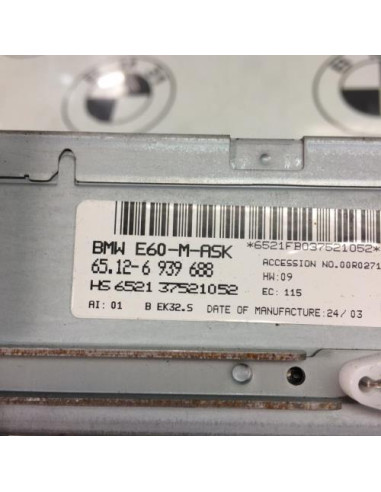 BMW E60-M-ASK
*6521FB037521052*
65.12-6 939 688
ACCESSION NO.00R0271
HW:09
HS 6521 37521052
EC: 115
AI: 01 B EK32.5 DATE OF MANUFACTURE:24/03